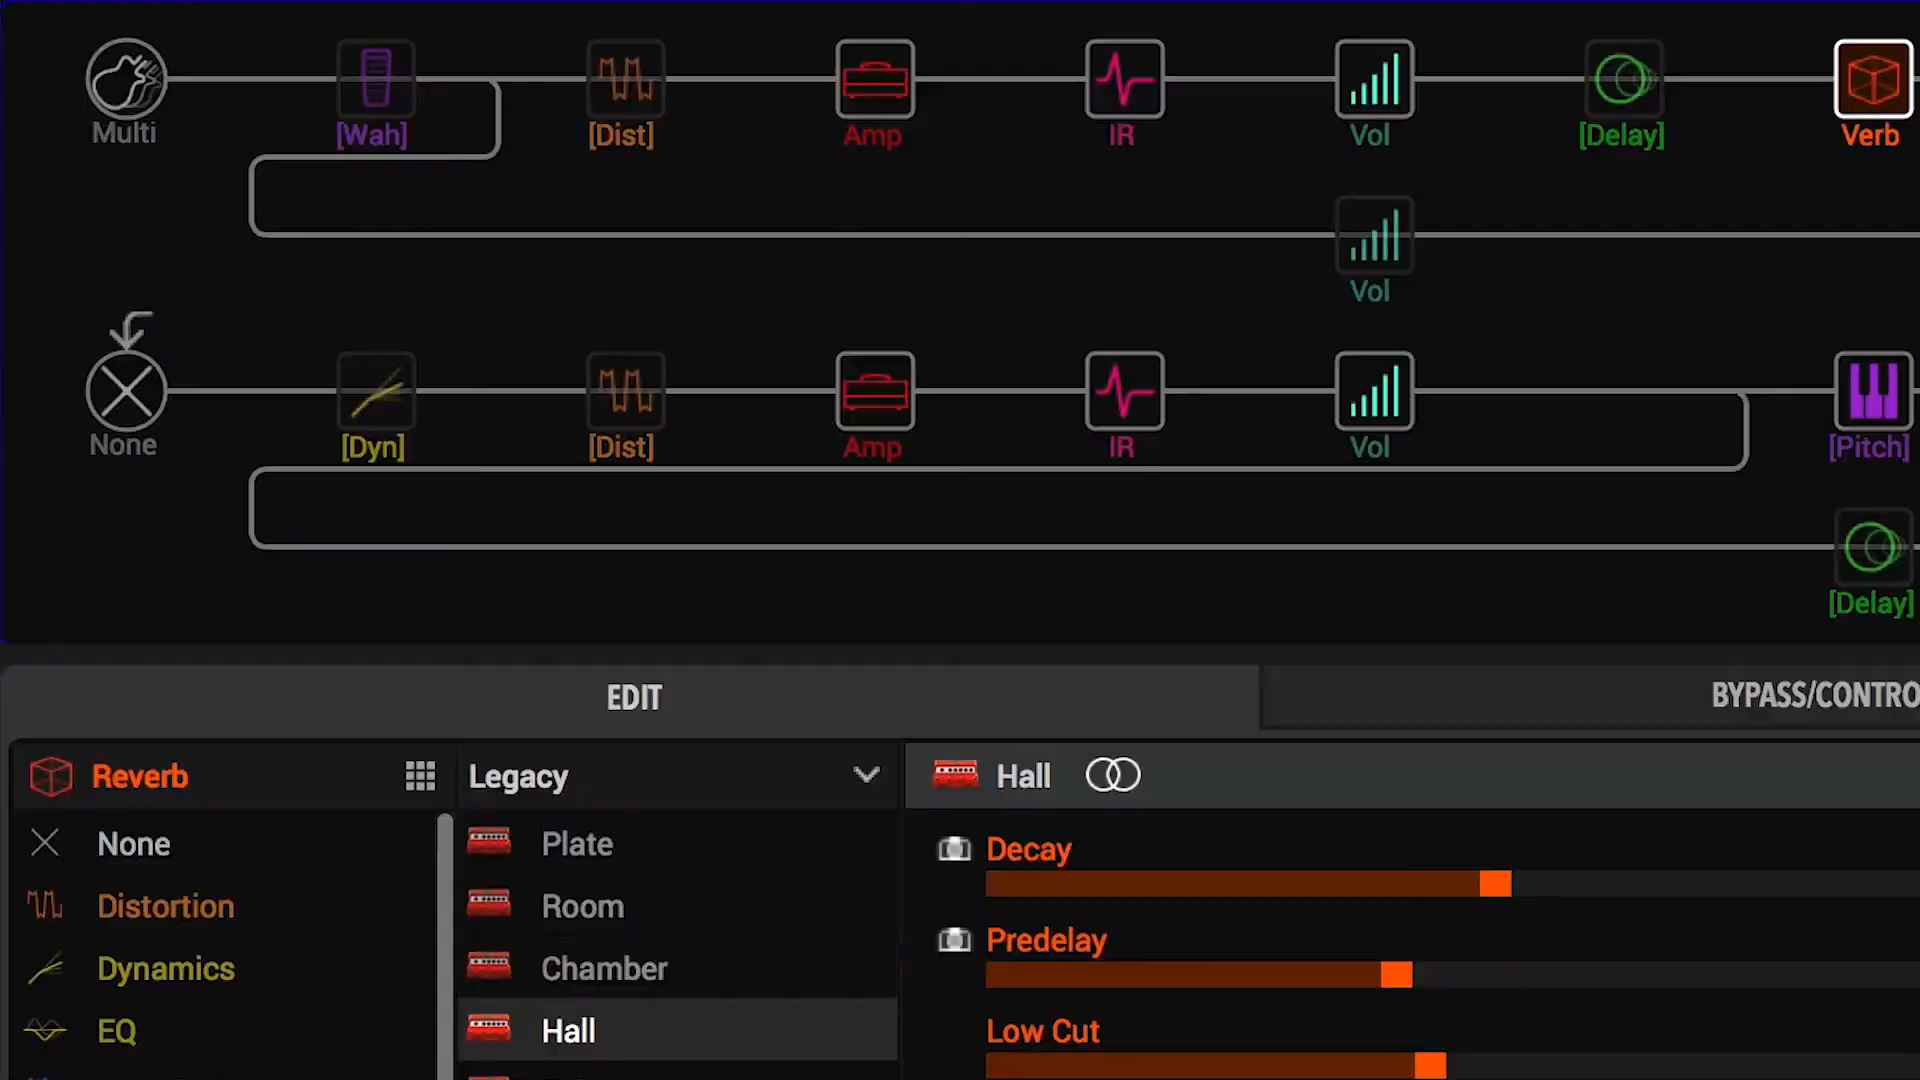 Multi [Wah] [Dist] Amp IR Vol [Delay] Verb
Vol
None [Dyn] [Dist] Amp IR Vol [Pitch]
[Delay]
EDIT
BYPASS/CONTRO
Reverb
None
Distortion
Dynamics
EQ
Legacy
Plate
Room
Chamber
Hall
Hall
Decay
Predelay
Low Cut